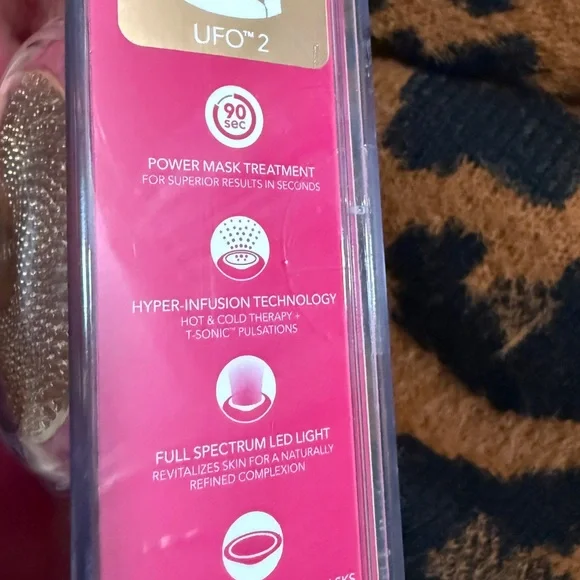 UFO™ 2
90
sec
POWER MASK TREATMENT
FOR SUPERIOR RESULTS IN SECONDS
HYPER-INFUSION TECHNOLOGY
HOT & COLD THERAPY +
T-SONIC™ PULSATIONS
FULL SPECTRUM LED LIGHT
REVITALIZES SKIN FOR A NATURALLY
REFINED COMPLEXION